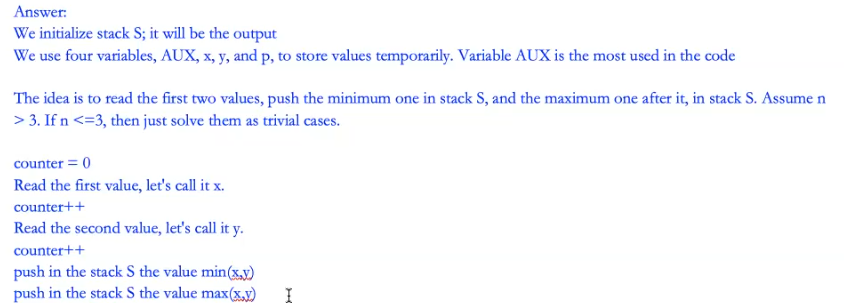 Answer:
We initialize stack S; it will be the output
We use four variables, AUX, x, y, and p, to store values temporarily. Variable AUX is the most used in the code
The idea is to read the first two values, push the minimum one in stack S, and the maximum one after it, in stack S. Assume n
> 3. If n <=3, then just solve them as trivial cases.
counter = 0
Read the first value, let's call it x.
counter++
Read the second value, let's call it y.
counter++
push in the stack S the value min(x,y)
push in the stack S the value max(x,y)